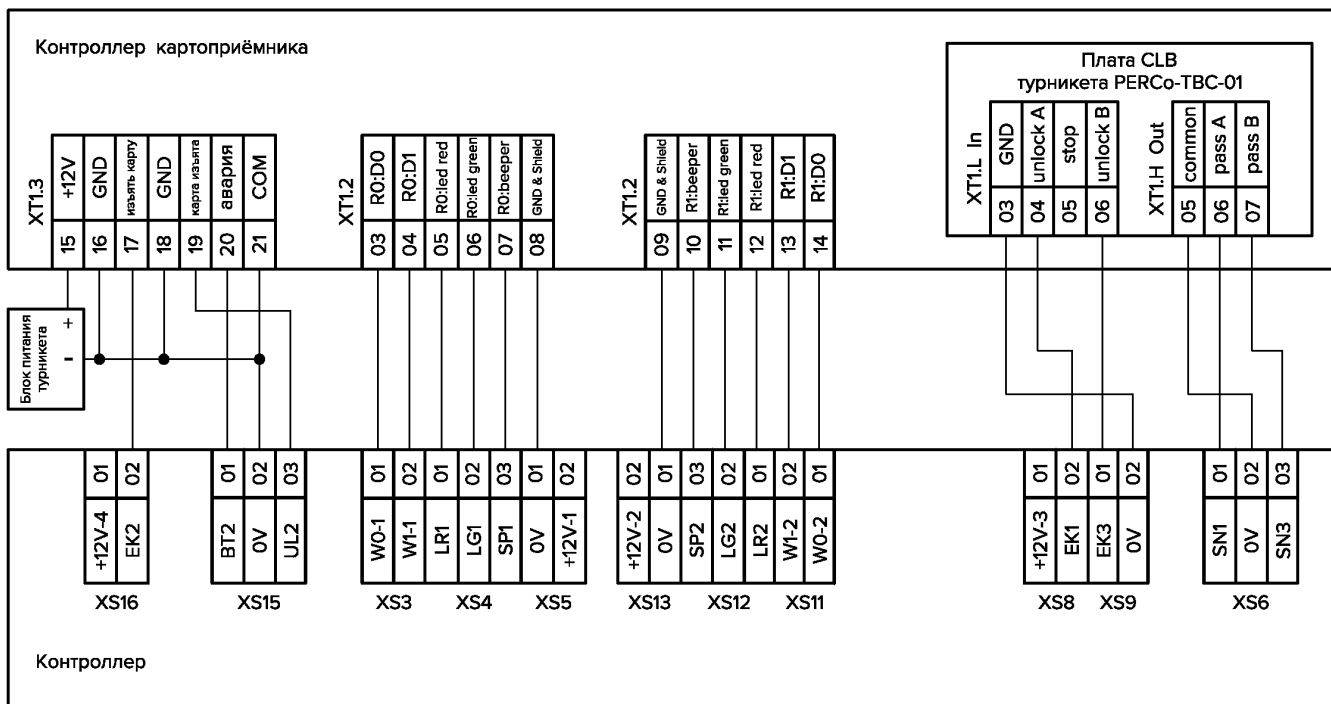 Контроллер картоприёмника
Плата CLB
турникета PERCo-TBC-01
XT1.3
+12V
GND
изъять карту
GND
карта изъята
авария
COM
15
16
17
18
19
20
21
XT1.2
R0:D0
R0:D1
R0:led red
R0:led green
R0:beeper
GND & Shield
03
04
05
06
07
08
XT1.2
GND & Shield
R1:beeper
R1:led green
R1:led red
R1:D1
R1:D0
09
10
11
12
13
14
XT1.L In
GND
unlock A
stop
unlock B
03
04
05
06
XT1.H Out
common
pass A
pass B
05
06
07
Блок питания
турникета
+
-
01
02
+12V-4
EK2
XS16
01
02
03
BT2
0V
UL2
XS15
01
02
01
02
03
01
02
W0-1
W1-1
LR1
LG1
SP1
0V
+12V-1
XS3
XS4
XS5
02
01
03
02
01
02
01
+12V-2
0V
SP2
LG2
LR2
W1-2
W0-2
XS13
XS12
XS11
01
02
01
02
+12V-3
EK1
EK3
0V
XS8
XS9
01
02
03
SN1
0V
SN3
XS6
Контроллер